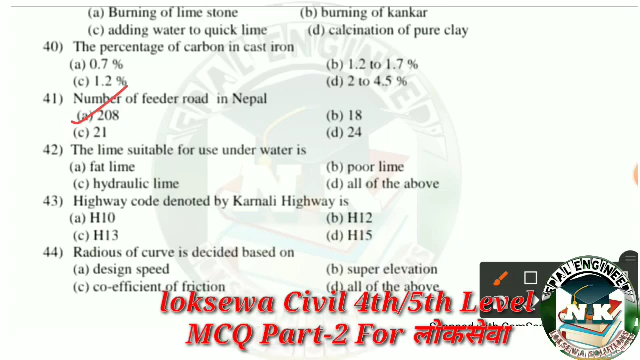 (a) Burning of lime stone (b) burning of kankar
(c) adding water to quick lime (d) calcination of pure clay
40) The percentage of carbon in cast iron
(a) 0.7 % (b) 1.2 to 1.7 %
(c) 1.2 % (d) 2 to 4.5 %
41) Number of feeder road in Nepal
(a) 208 (b) 18
(c) 21 (d) 24
42) The lime suitable for use under water is
(a) fat lime (b) poor lime
(c) hydraulic lime (d) all of the above
43) Highway code denoted by Karnali Highway is
(a) H10 (b) H12
(c) H13 (d) H15
44) Radious of curve is decided based on
(a) design speed (b) super elevation
(c) co-efficient of friction (d) all of the above
loksewa Civil 4th/5th Level
MCQ Part-2 For लोकसेवा
N K